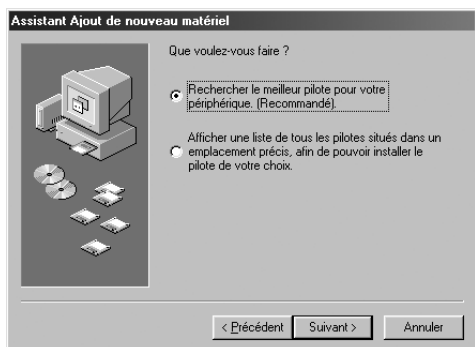 Assistant Ajout de nouveau matériel
Que voulez-vous faire ?
Rechercher le meilleur pilote pour votre
périphérique. (Recommandé).
Afficher une liste de tous les pilotes situés dans un
emplacement précis, afin de pouvoir installer le
pilote de votre choix.
< Précédent
Suivant >
Annuler